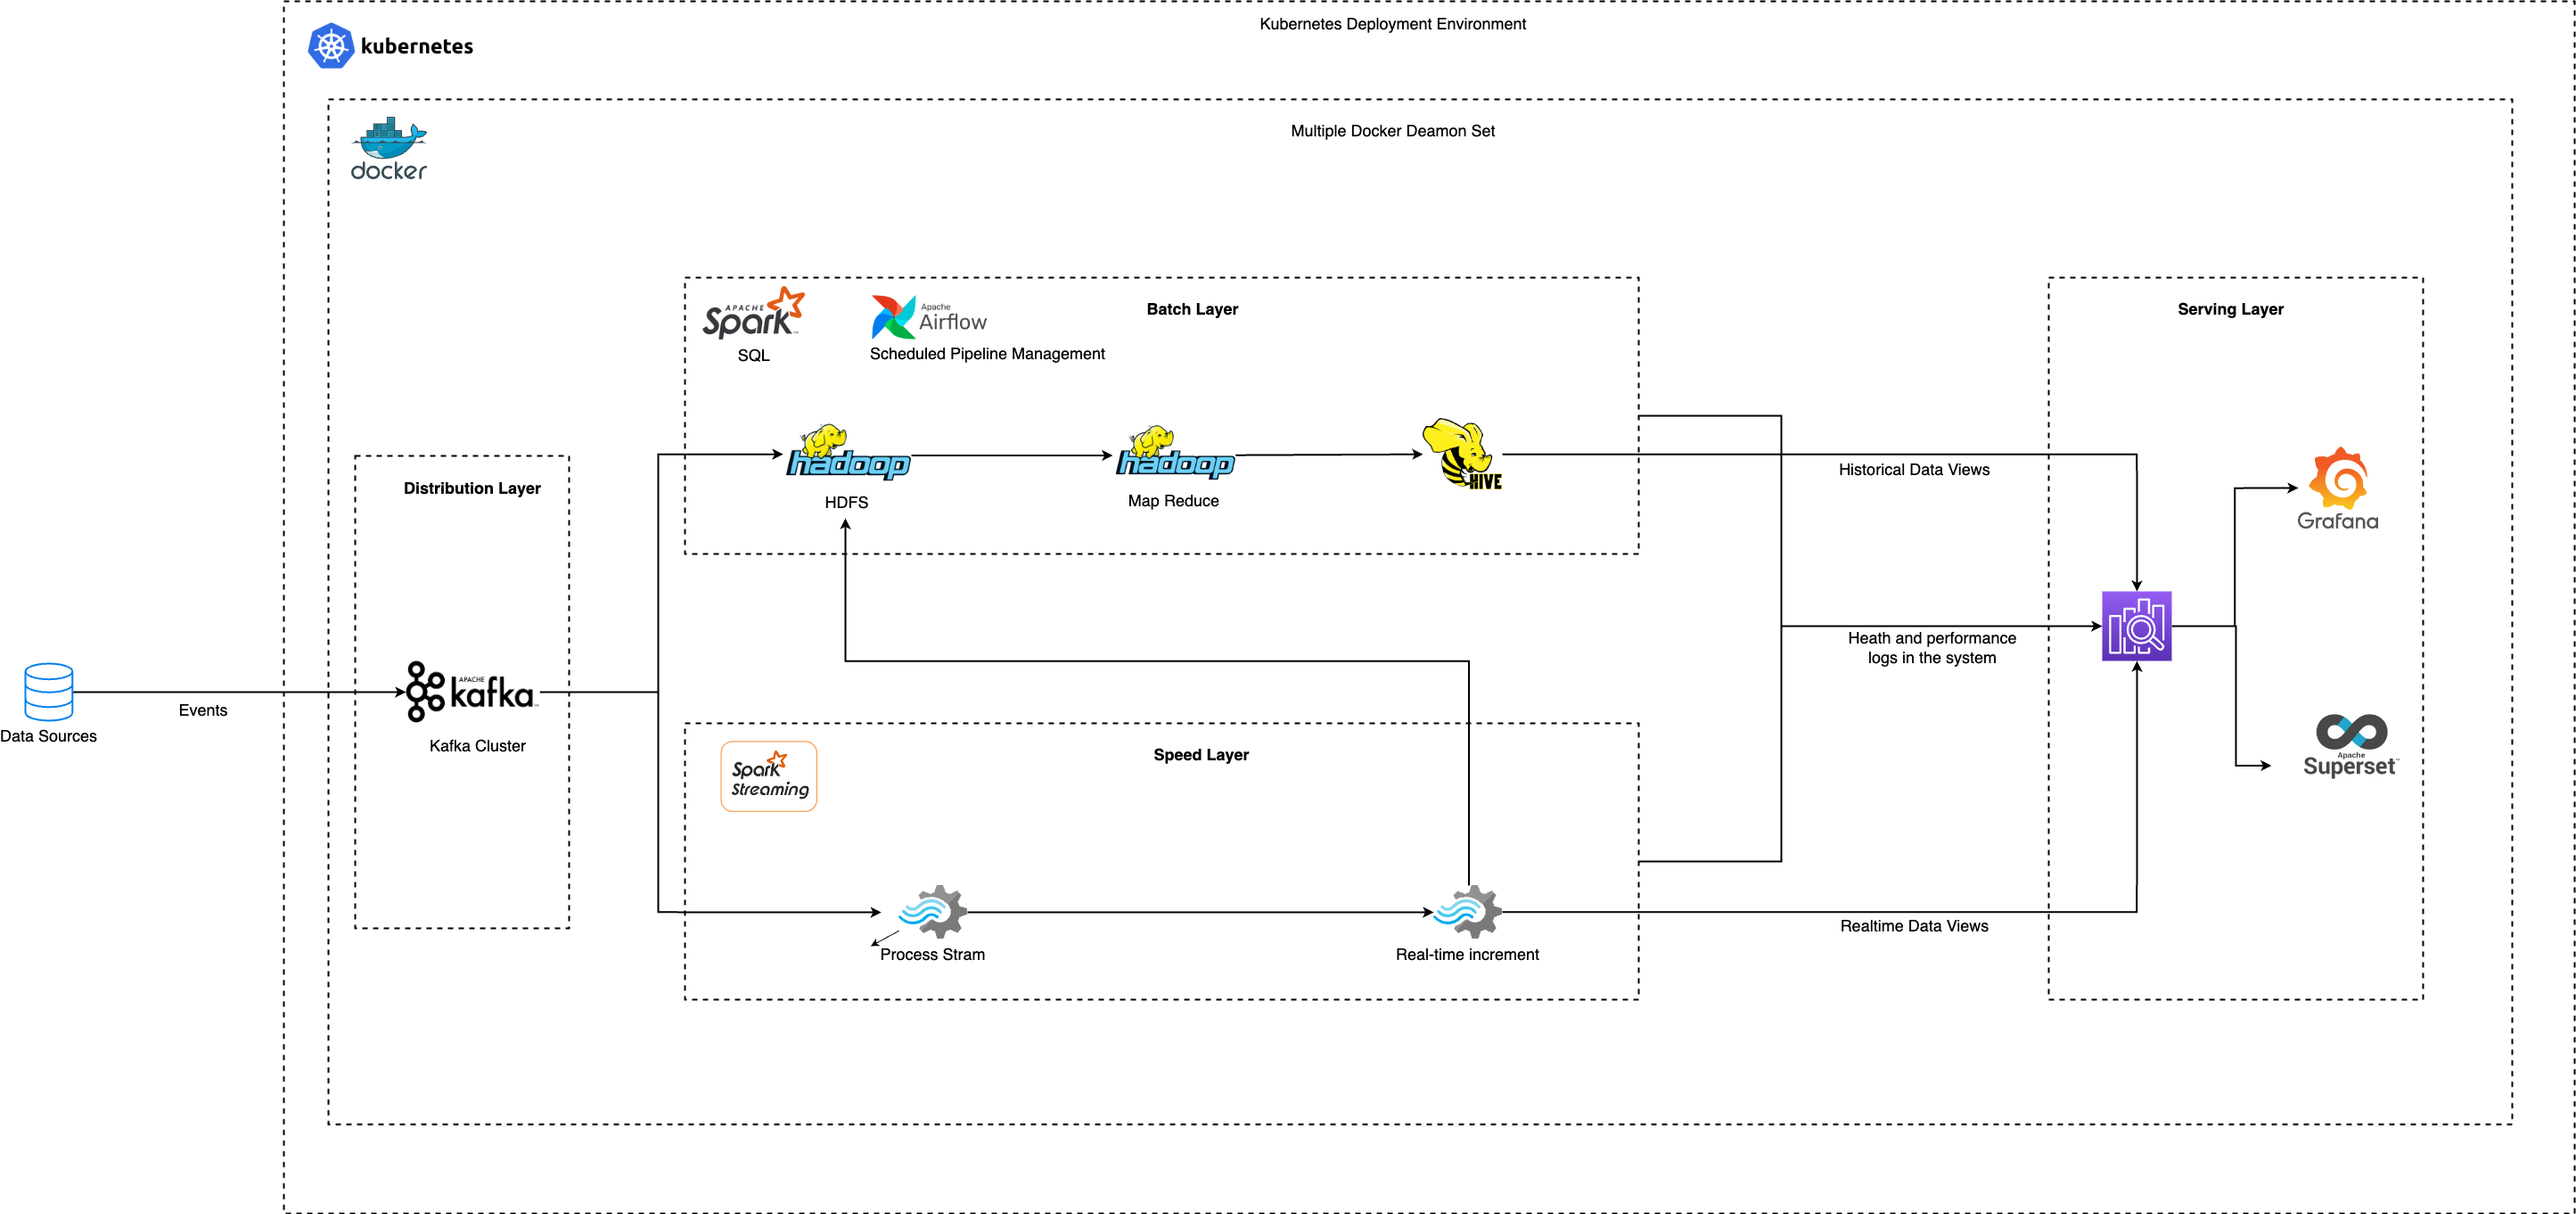 Kubernetes Deployment Environment
kubernetes
Multiple Docker Deamon Set
docker
APACHE
Spark
SQL
Apache
Airflow
Scheduled Pipeline Management
Batch Layer
Serving Layer
hadoop
HDFS
hadoop
Map Reduce
HIVE
Historical Data Views
Grafana
Distribution Layer
Heath and performance
logs in the system
Data Sources
Events
APACHE
kafka
Kafka Cluster
Spark
Streaming
Speed Layer
Apache
Superset
Process Stram
Real-time increment
Realtime Data Views